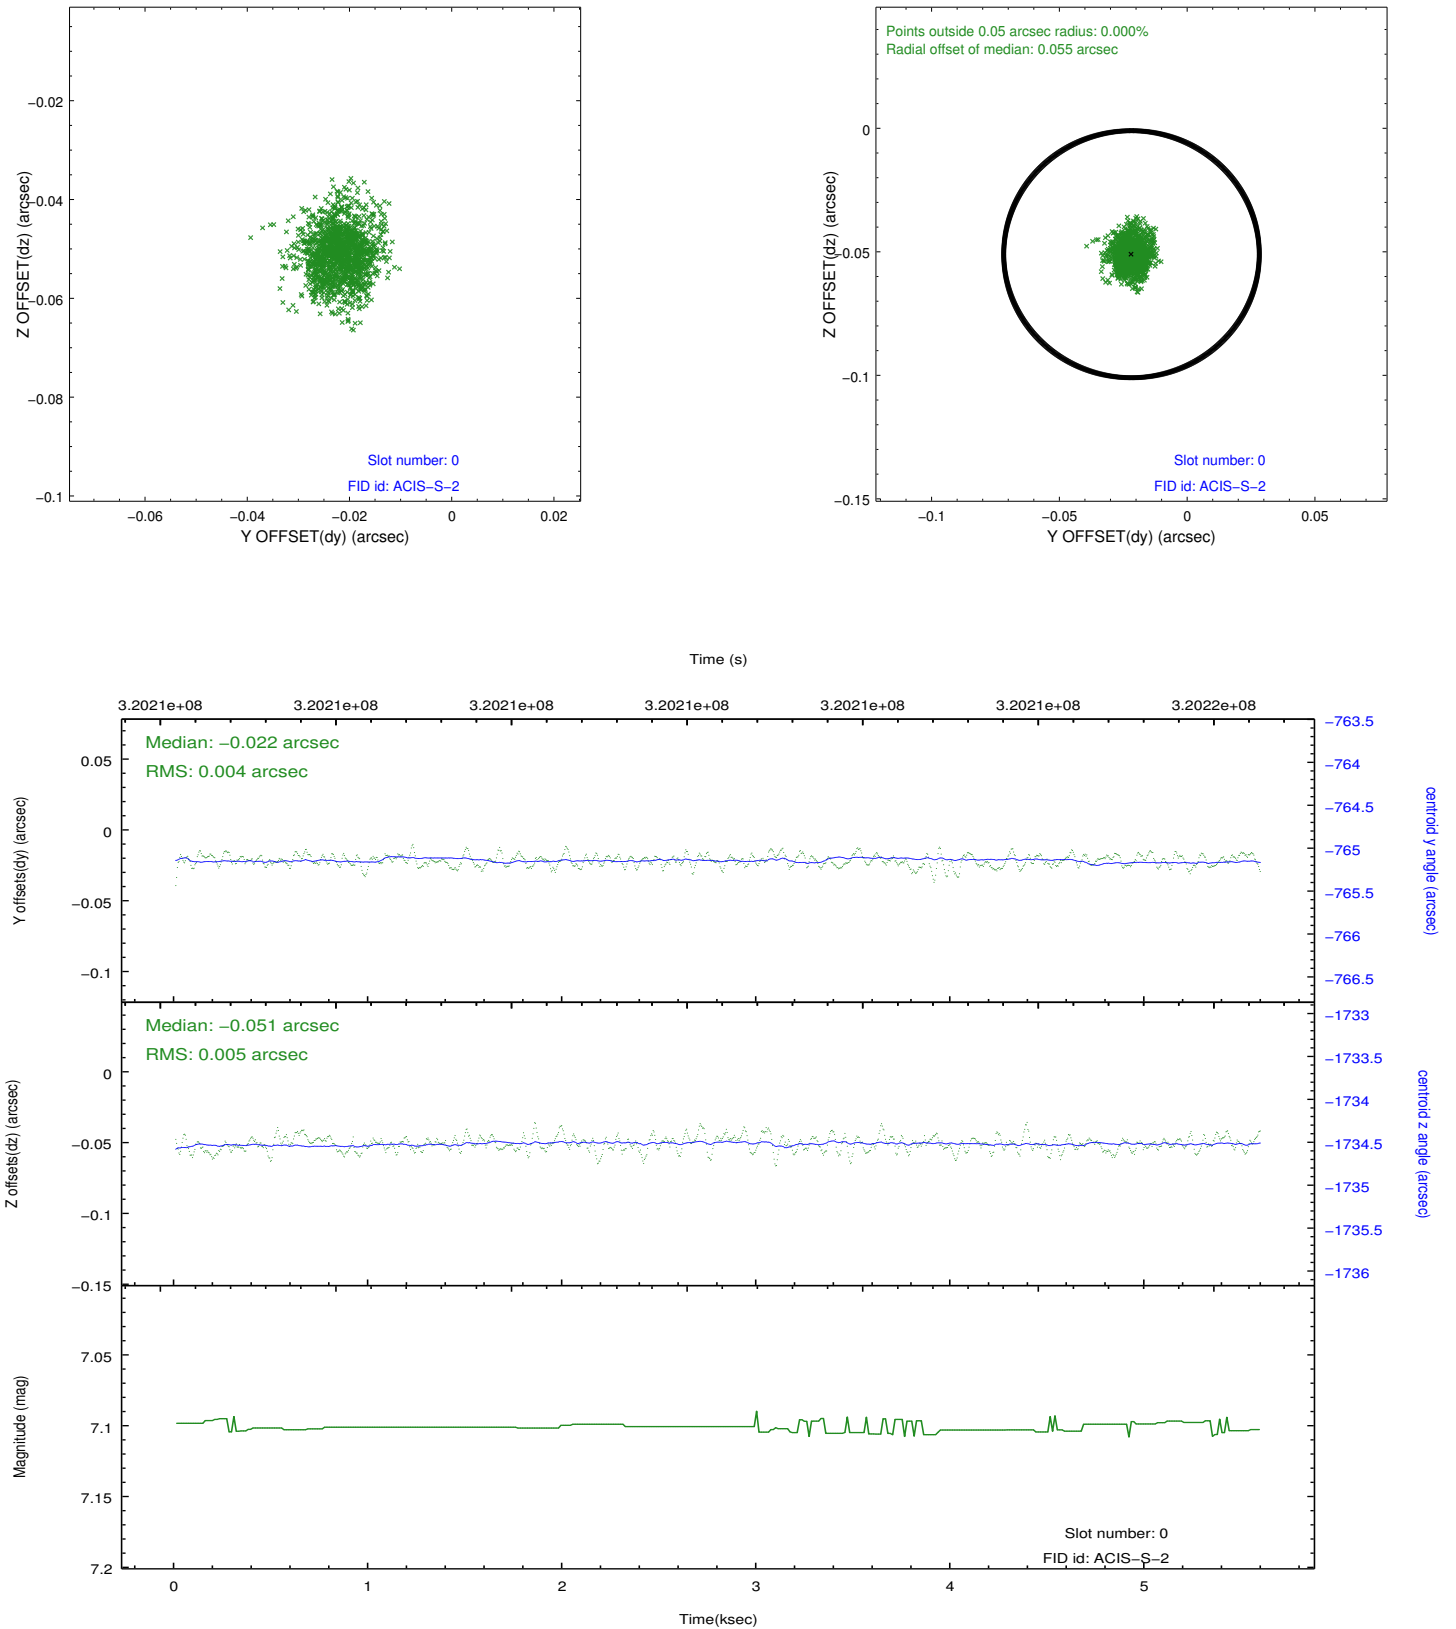 −0.02
−0.04
−0.06
−0.08
−0.1
Z OFFSET(dz) (arcsec)
Slot number: 0
FID id: ACIS−S−2
−0.06 −0.04 −0.02 0 0.02
Y OFFSET(dy) (arcsec)
Points outside 0.05 arcsec radius: 0.000%
Radial offset of median: 0.055 arcsec
0
−0.05
−0.1
−0.15
Z OFFSET(dz) (arcsec)
Slot number: 0
FID id: ACIS−S−2
−0.1 −0.05 0 0.05
Y OFFSET(dy) (arcsec)
Time (s)
3.2021e+08 3.2021e+08 3.2021e+08 3.2021e+08 3.2021e+08 3.2021e+08 3.2022e+08
Median: −0.022 arcsec
RMS: 0.004 arcsec
0.05
0
−0.05
−0.1
Y offsets(dy) (arcsec)
−763.5
−764
−764.5
−765
−765.5
−766
−766.5
centroid y angle (arcsec)
Median: −0.051 arcsec
RMS: 0.005 arcsec
0
−0.05
−0.1
−0.15
Z offsets(dz) (arcsec)
−1733
−1733.5
−1734
−1734.5
−1735
−1735.5
−1736
centroid z angle (arcsec)
7.05
7.1
7.15
7.2
Magnitude (mag)
Slot number: 0
FID id: ACIS−S−2
0 1 2 3 4 5
Time(ksec)